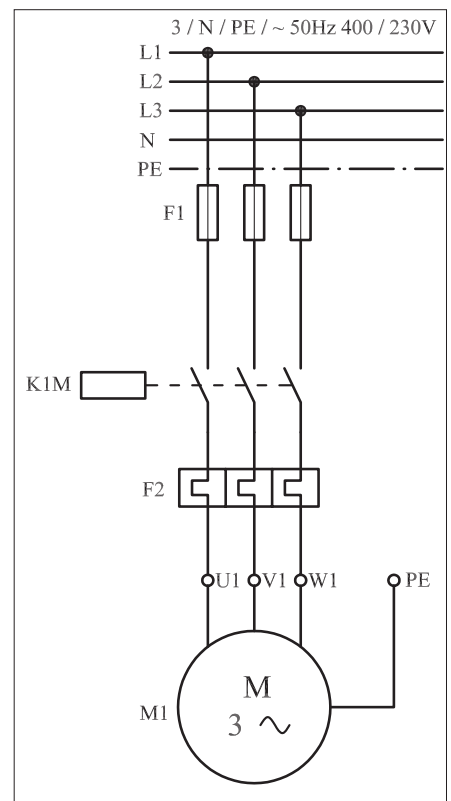 3 / N / PE / ~ 50Hz 400 / 230V
L1
L2
L3
N
PE
F1
K1M
F2
U1 V1 W1 PE
M
M1
3 ~